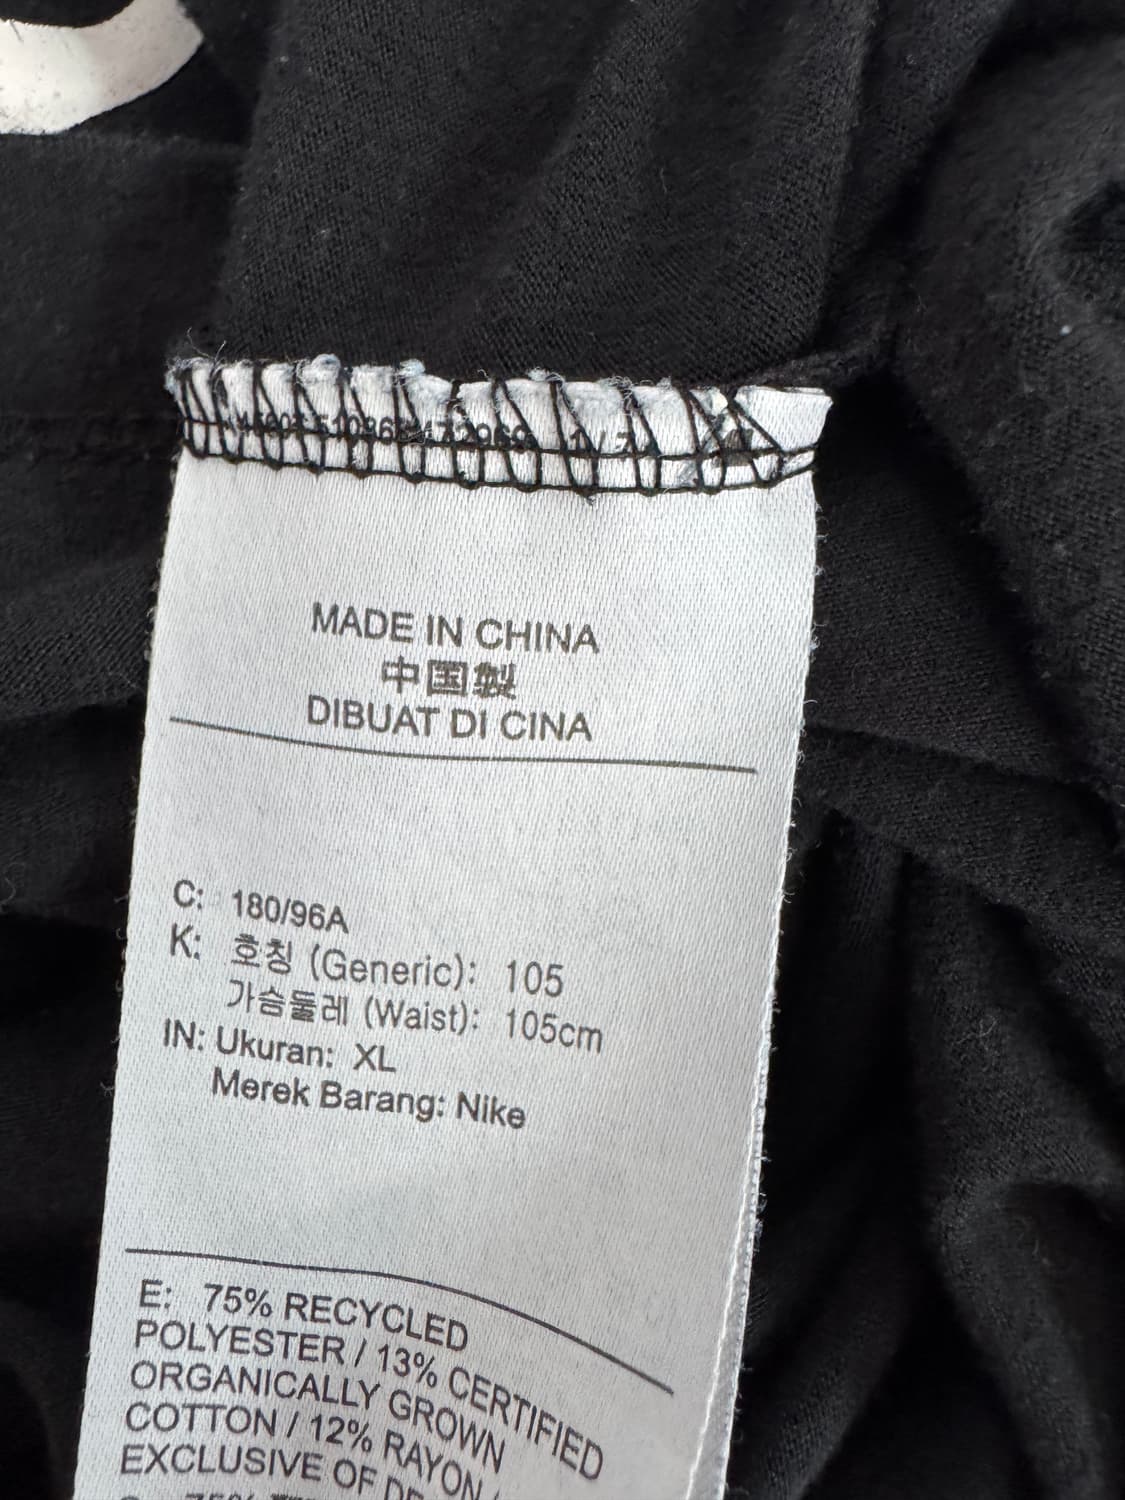 MADE IN CHINA
中国製
DIBUAT DI CINA
C: 180/96A
K: 호칭 (Generic): 105
가슴둘레 (Waist): 105cm
IN: Ukuran: XL
Merek Barang: Nike
E: 75% RECYCLED
POLYESTER / 13% CERTIFIED
ORGANICALLY GROWN
COTTON / 12% RAYON /
EXCLUSIVE OF